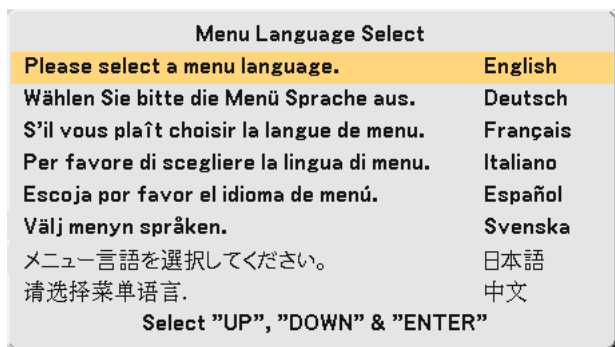 Menu Language Select
Please select a menu language. English
Wählen Sie bitte die Menü Sprache aus. Deutsch
S'il vous plaît choisir la langue de menu. Français
Per favore di scegliere la lingua di menu. Italiano
Escoja por favor el idioma de menú. Español
Välj menyn språken. Svenska
メニュー言語を選択してください。 日本語
请选择菜单语言. 中文
Select ”UP”, ”DOWN” & ”ENTER”